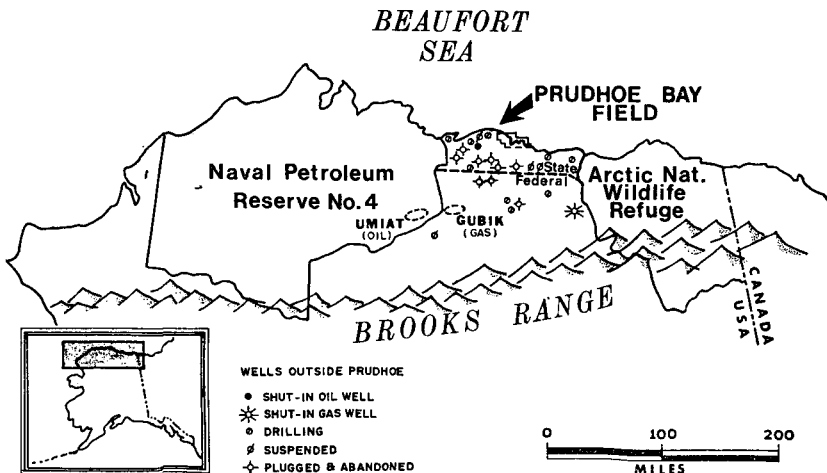 BEAUFORT
SEA
PRUDHOE BAY
FIELD
Naval Petroleum
Reserve No. 4
State
Federal
Arctic Nat.
Wildlife
Refuge
UMIAT
(OIL)
GUBIK
(GAS)
BROOKS RANGE
CANADA
USA
WELLS OUTSIDE PRUDHOE
SHUT-IN OIL WELL
SHUT-IN GAS WELL
DRILLING
SUSPENDED
PLUGGED & ABANDONED
0 100 200
MILES